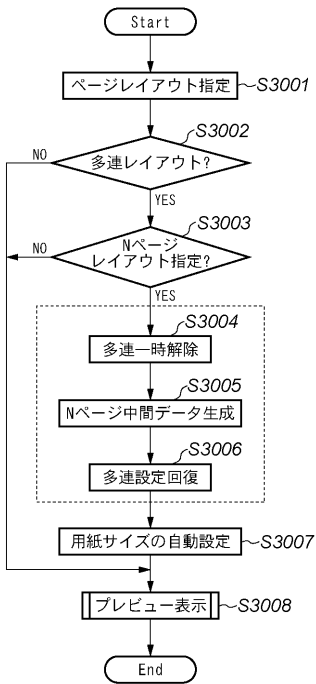 Start
ページレイアウト指定
S3001
S3002
多連レイアウト?
NO
YES
S3003
Nページ
レイアウト指定?
NO
YES
S3004
多連一時解除
S3005
Nページ中間データ生成
S3006
多連設定回復
用紙サイズの自動設定
S3007
プレビュー表示
S3008
End